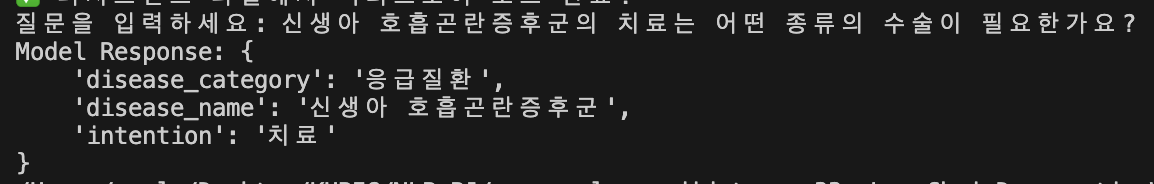 질문을 입력하세요: 신생아 호흡곤란증후군의 치료는 어떤 종류의 수술이 필요한가요?
Model Response: {
    'disease_category': '응급질환',
    'disease_name': '신생아 호흡곤란증후군',
    'intention': '치료'
}